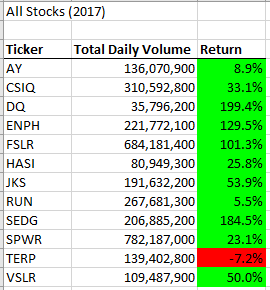 All Stocks (2017)
Ticker Total Daily Volume Return
AY 136,070,900 8.9%
CSIQ 310,592,800 33.1%
DQ 35,796,200 199.4%
ENPH 221,772,100 129.5%
FSLR 684,181,400 101.3%
HASI 80,949,300 25.8%
JKS 191,632,200 53.9%
RUN 267,681,300 5.5%
SEDG 206,885,200 184.5%
SPWR 782,187,000 23.1%
TERP 139,402,800 -7.2%
VSLR 109,487,900 50.0%